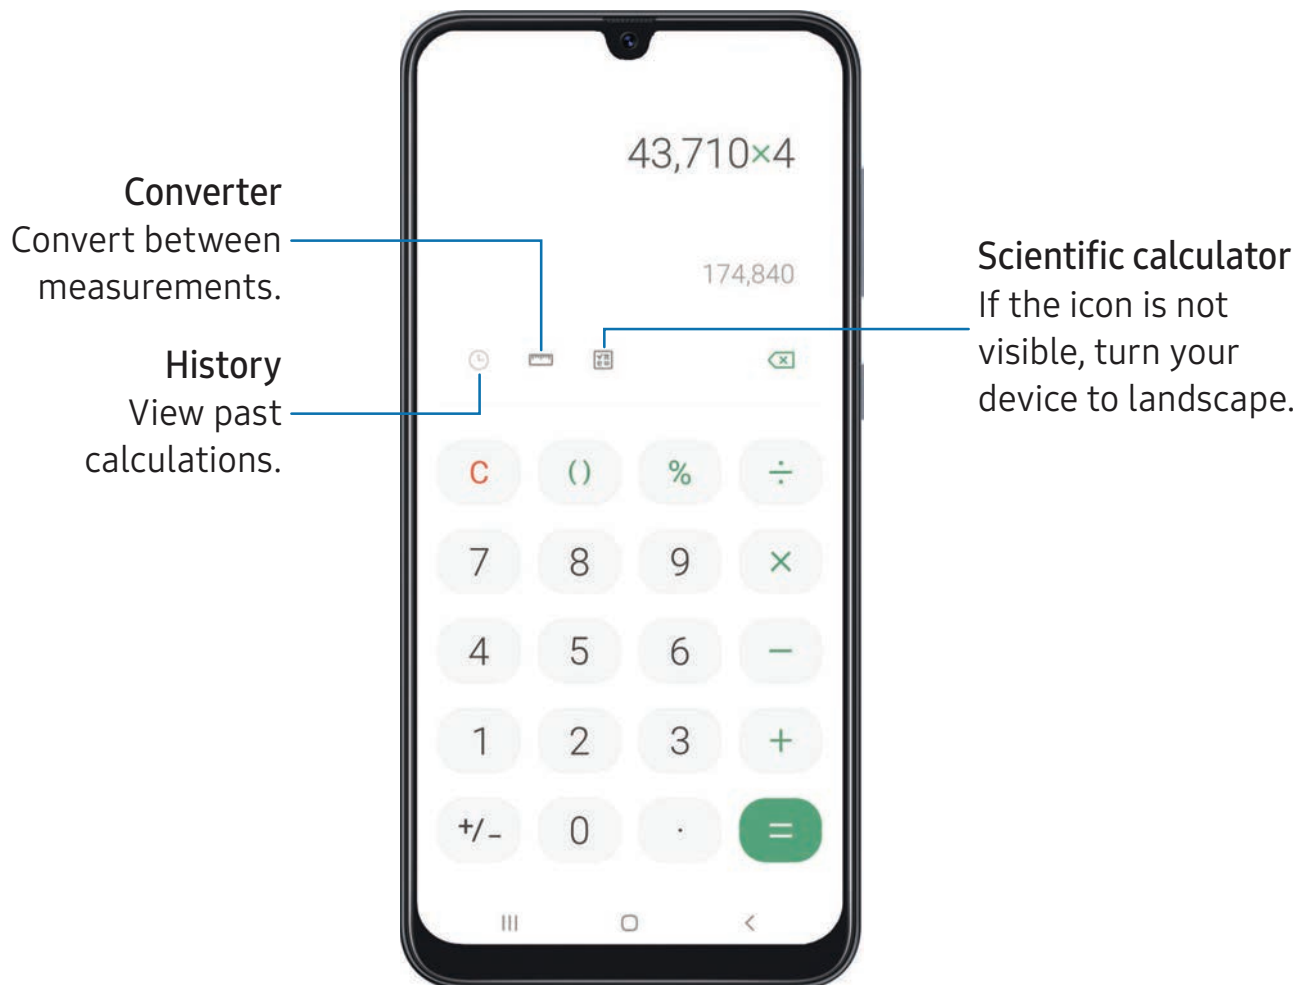 43,710×4
174,840
Converter
Convert between
measurements.
History
View past
calculations.
Scientific calculator
If the icon is not
visible, turn your
device to landscape.
C () % ÷
7 8 9 ×
4 5 6 −
1 2 3 +
+/− 0 . =